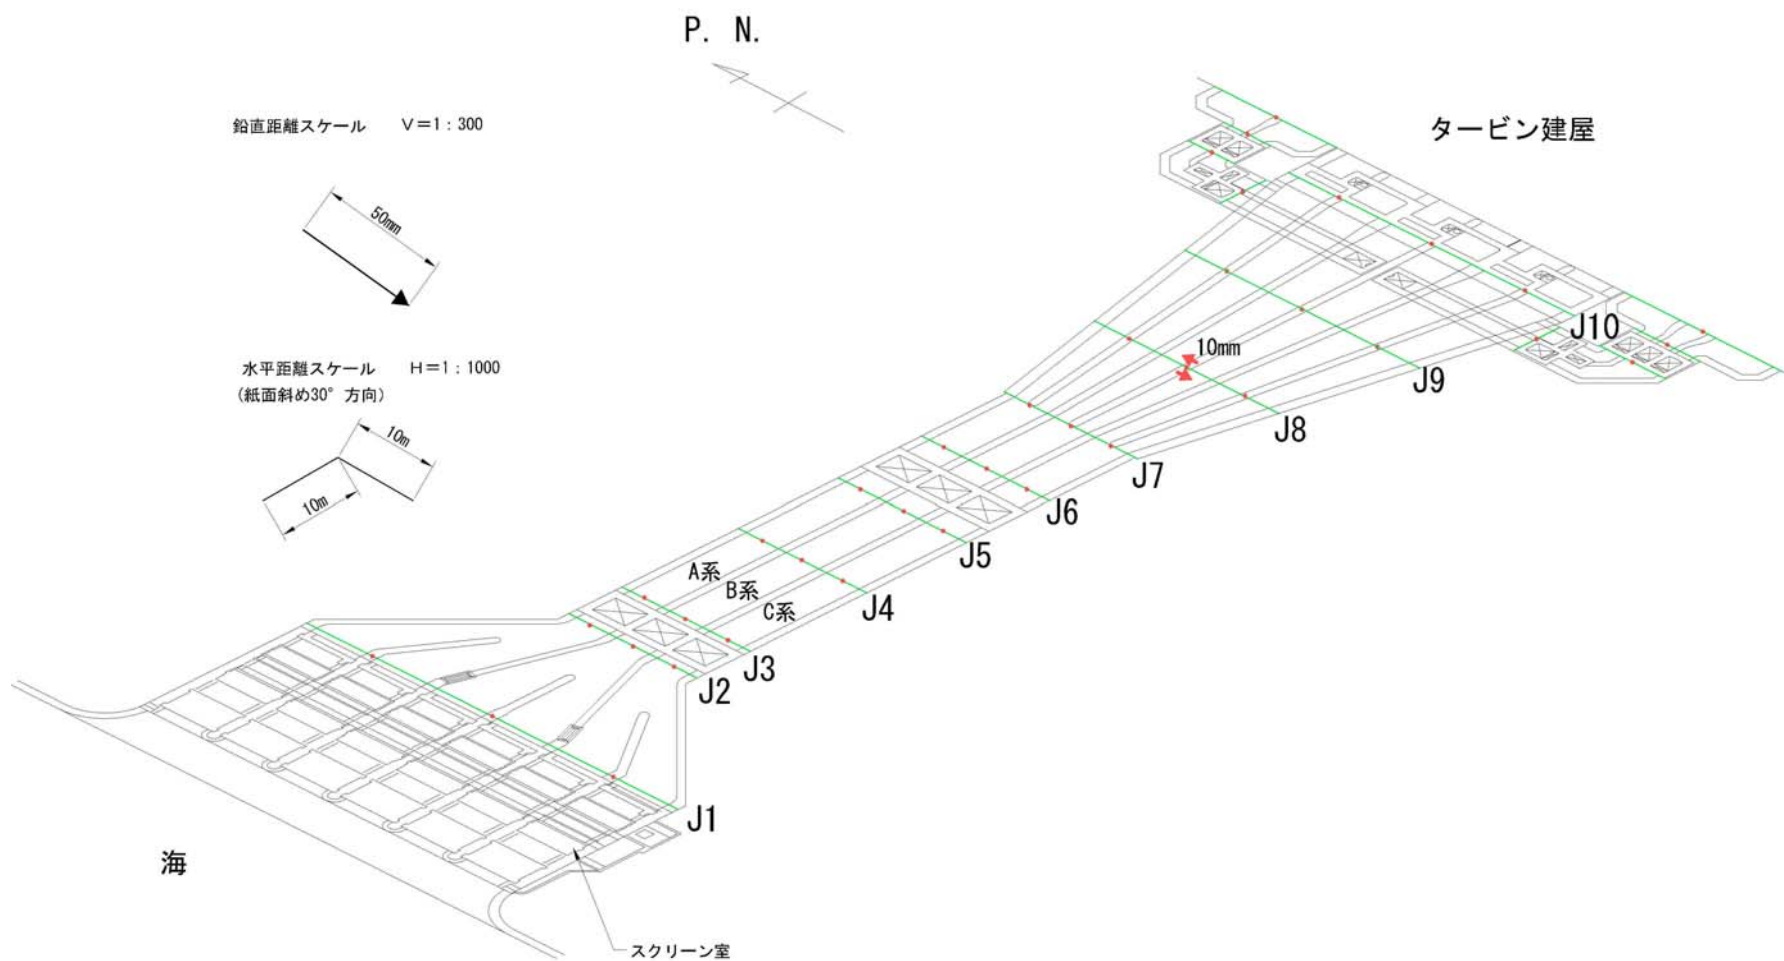 P. N.
鉛直距離スケール V=1:300
タービン建屋
50mm
水平距離スケール H=1:1000
(紙面斜め30°方向)
10m
10m
10mm
J10
J9
J8
J7
J6
J5
J4
A系
B系
C系
J3
J2
J1
海
スクリーン室